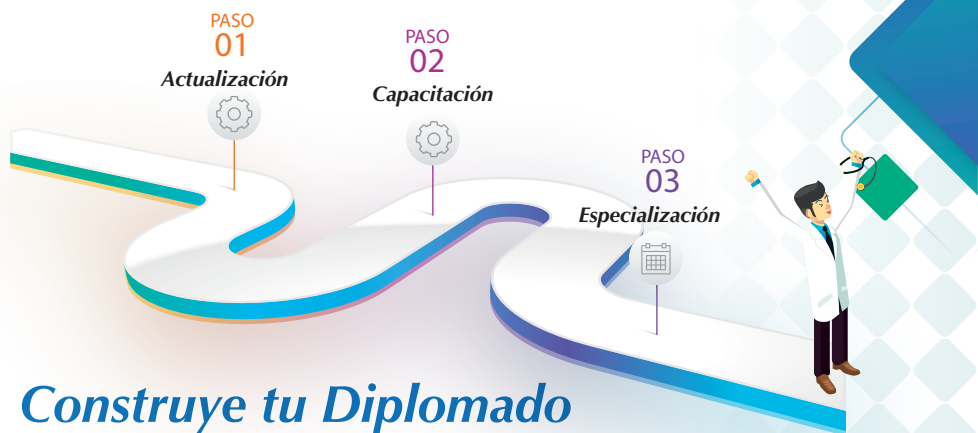 PASO
01
Actualización
PASO
02
Capacitación
PASO
03
Especialización
Construye tu Diplomado